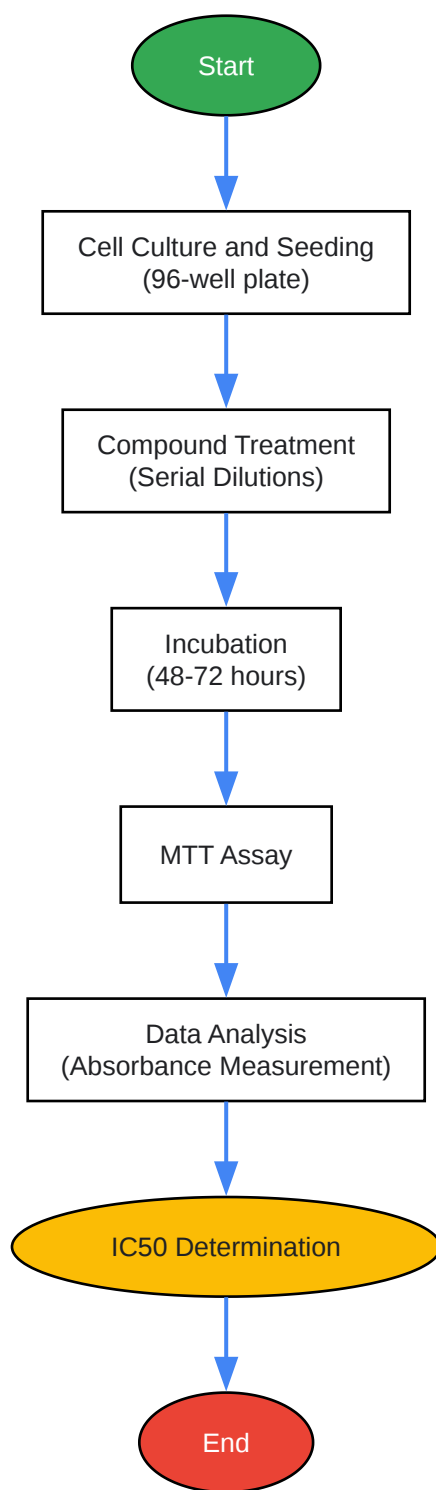 Start
Cell Culture and Seeding
(96-well plate)
Compound Treatment
(Serial Dilutions)
Incubation
(48-72 hours)
MTT Assay
Data Analysis
(Absorbance Measurement)
IC50 Determination
End